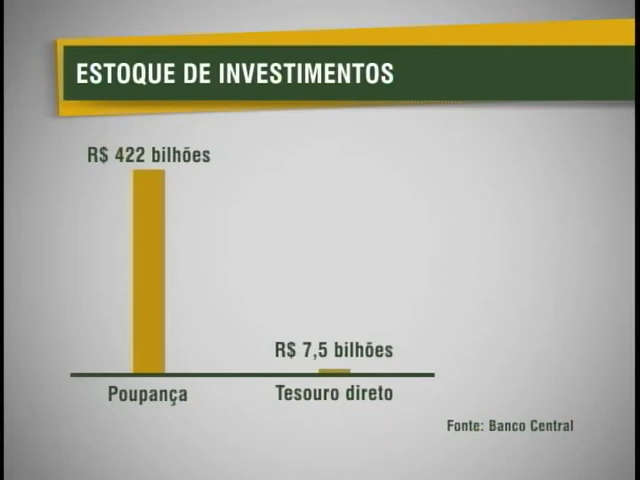 ESTOQUE DE INVESTIMENTOS
R$ 422 bilhões
R$ 7,5 bilhões
Poupança
Tesouro direto
Fonte: Banco Central